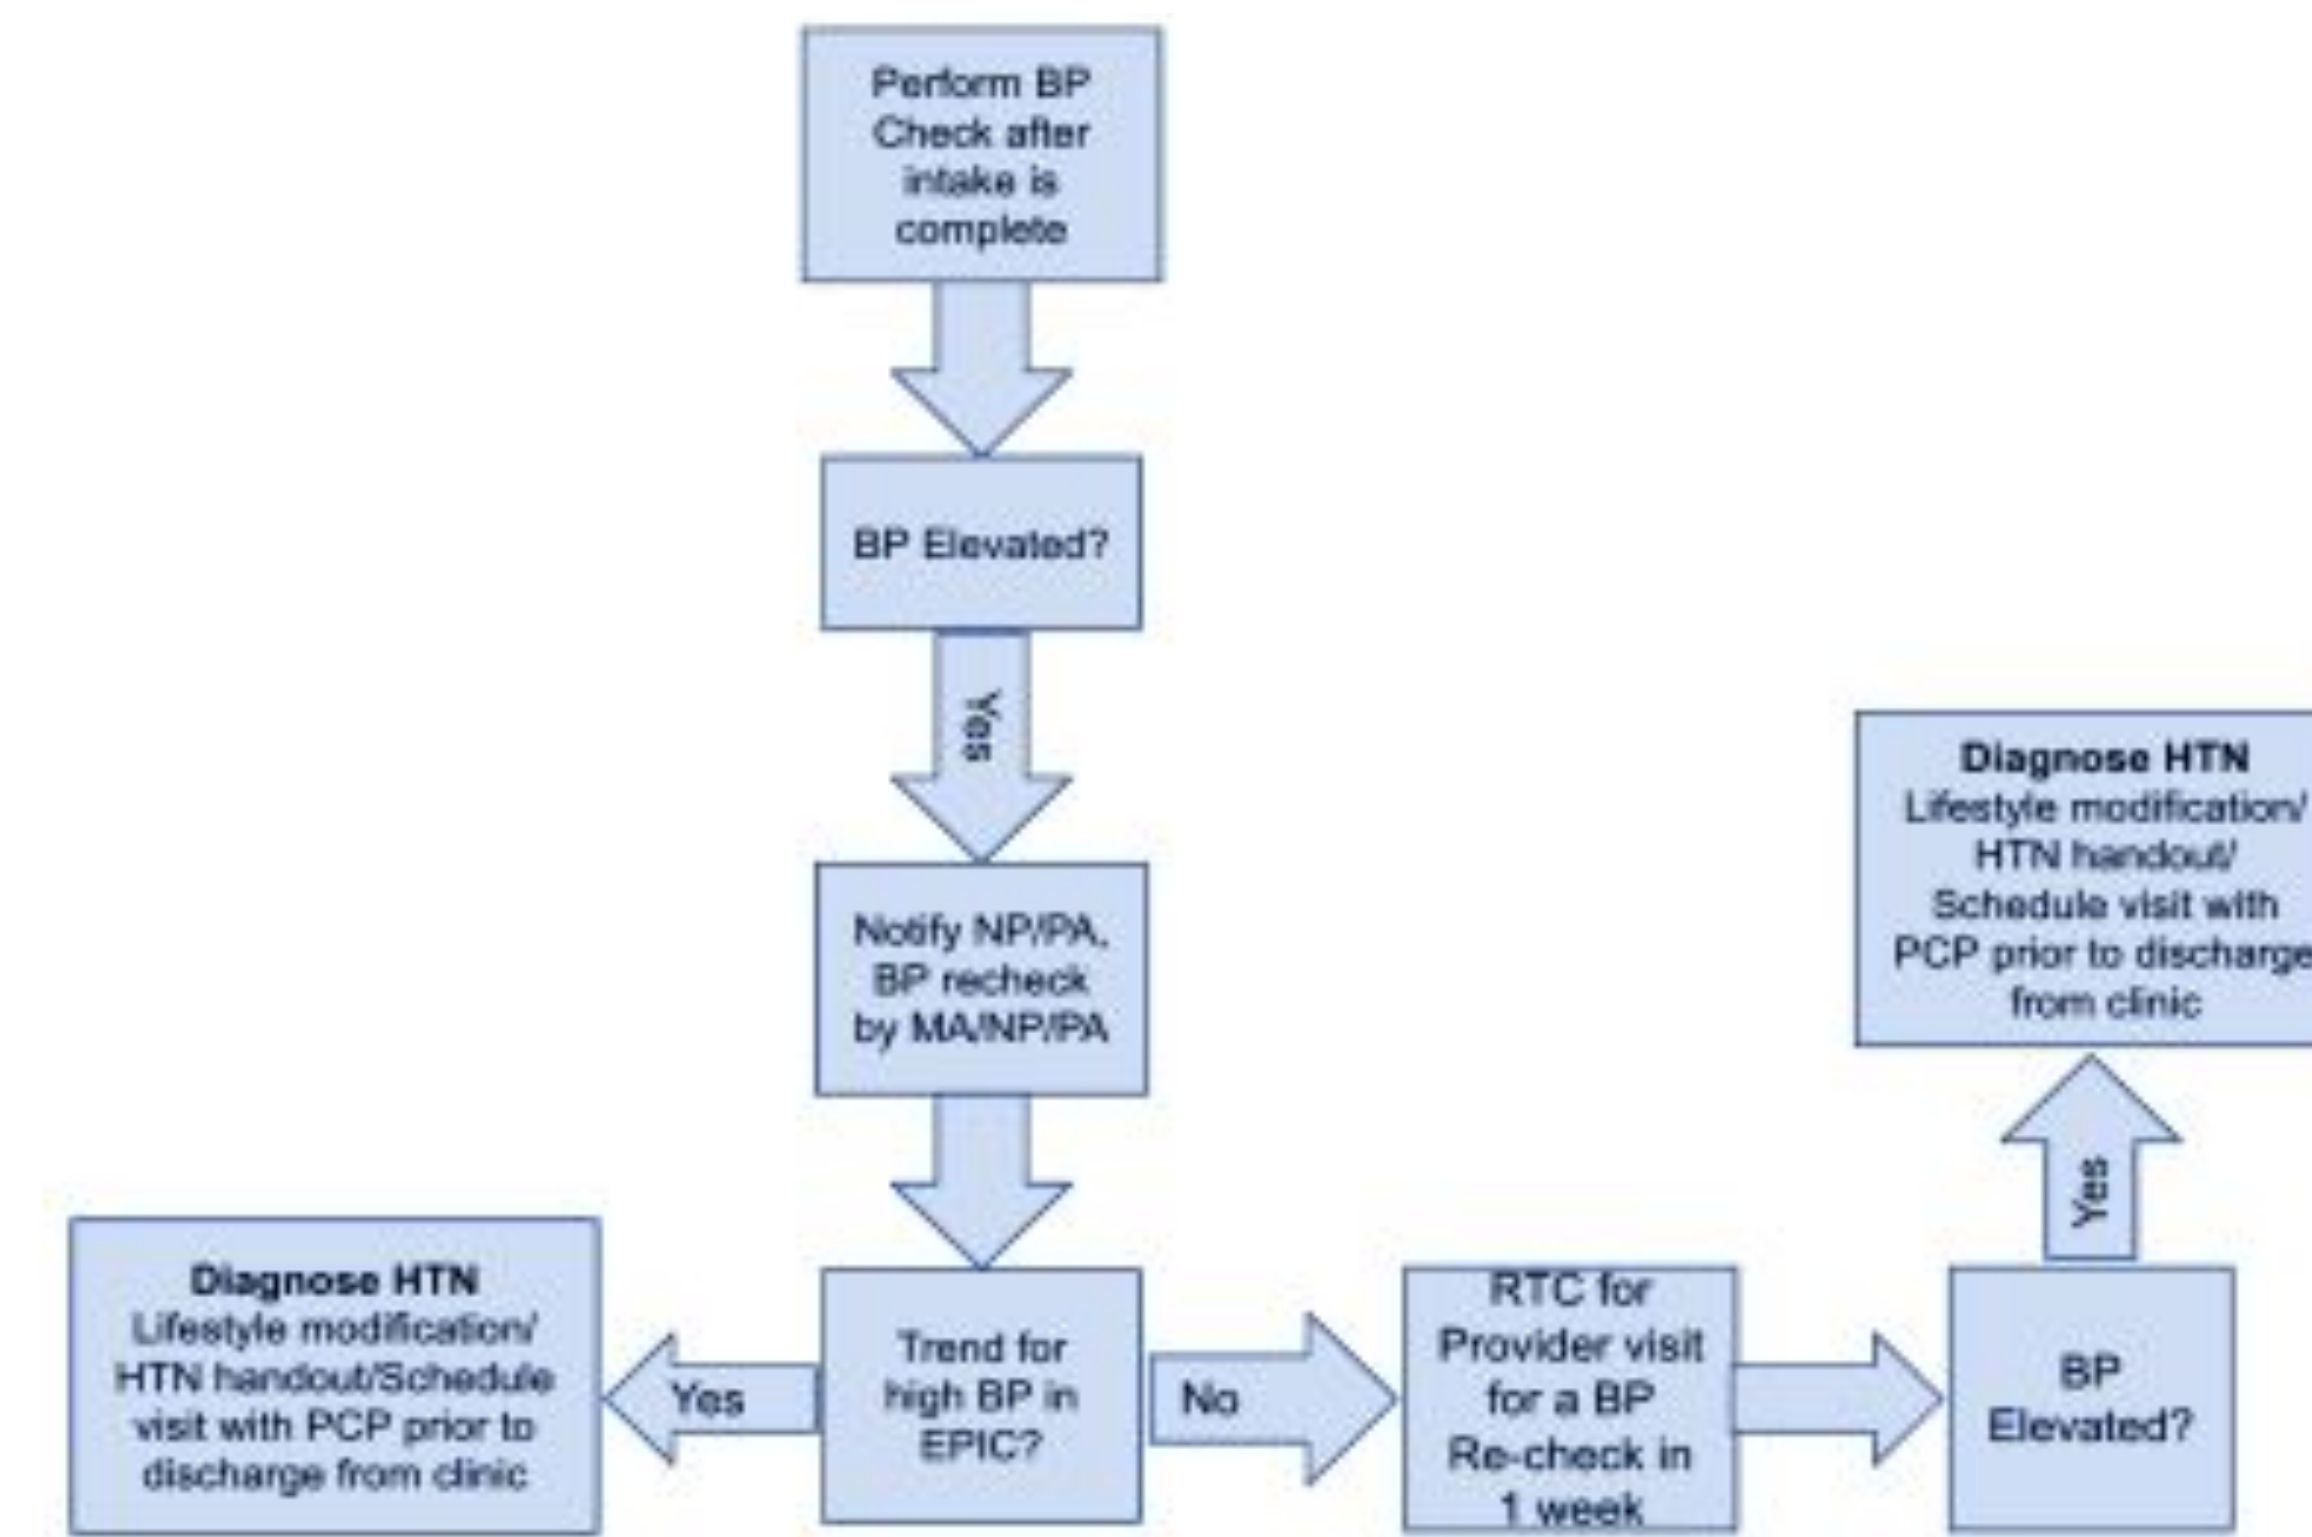 Perform BP
Check after
intake is
complete
BP Elevated?
Yes
Notify NP/PA,
BP recheck
by MA/NP/PA
Trend for
high BP in
EPIC?
Yes
Diagnose HTN
Lifestyle modification/
HTN handout/Schedule
visit with PCP prior to
discharge from clinic
No
RTC for
Provider visit
for a BP
Re-check in
1 week
BP
Elevated?
Yes
Diagnose HTN
Lifestyle modification/
HTN handout/
Schedule visit with
PCP prior to discharge
from clinic